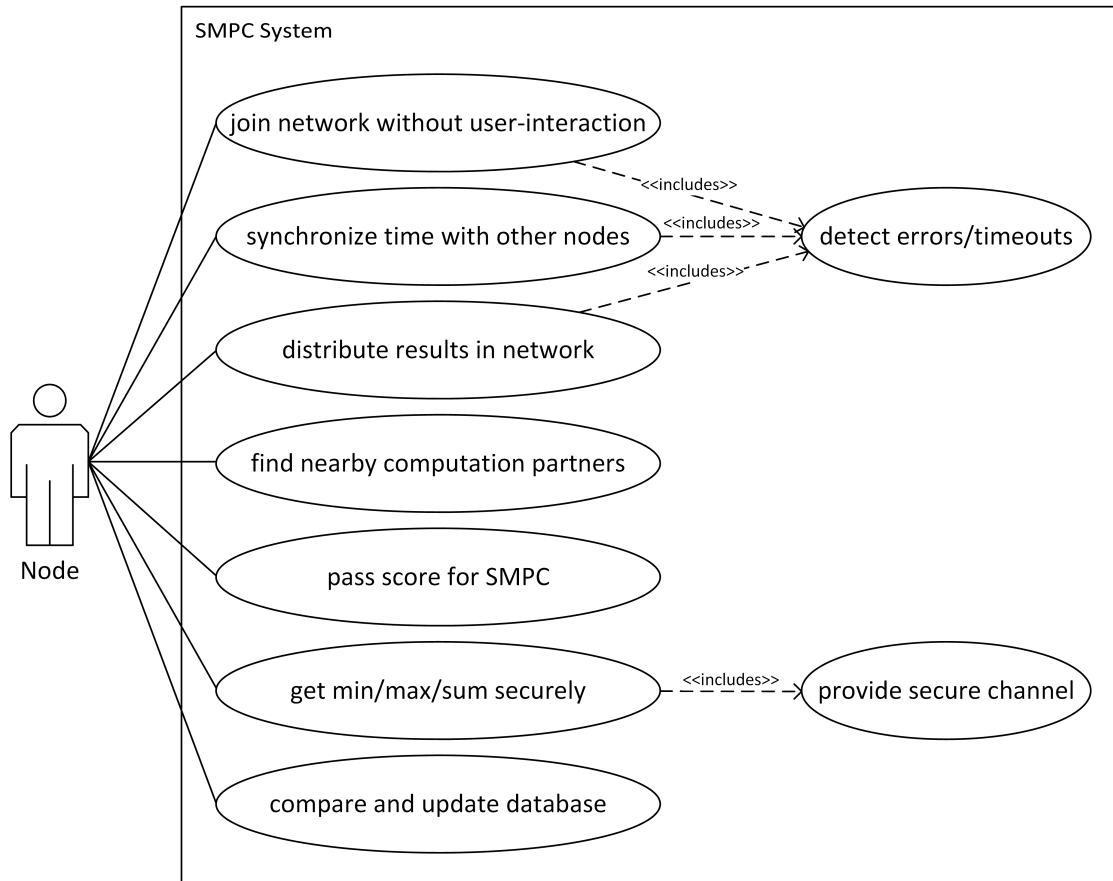 SMPC System
join network without user-interaction
<<includes>>
synchronize time with other nodes
<<includes>>
detect errors/timeouts
<<includes>>
distribute results in network
find nearby computation partners
Node
pass score for SMPC
get min/max/sum securely
<<includes>>
provide secure channel
compare and update database